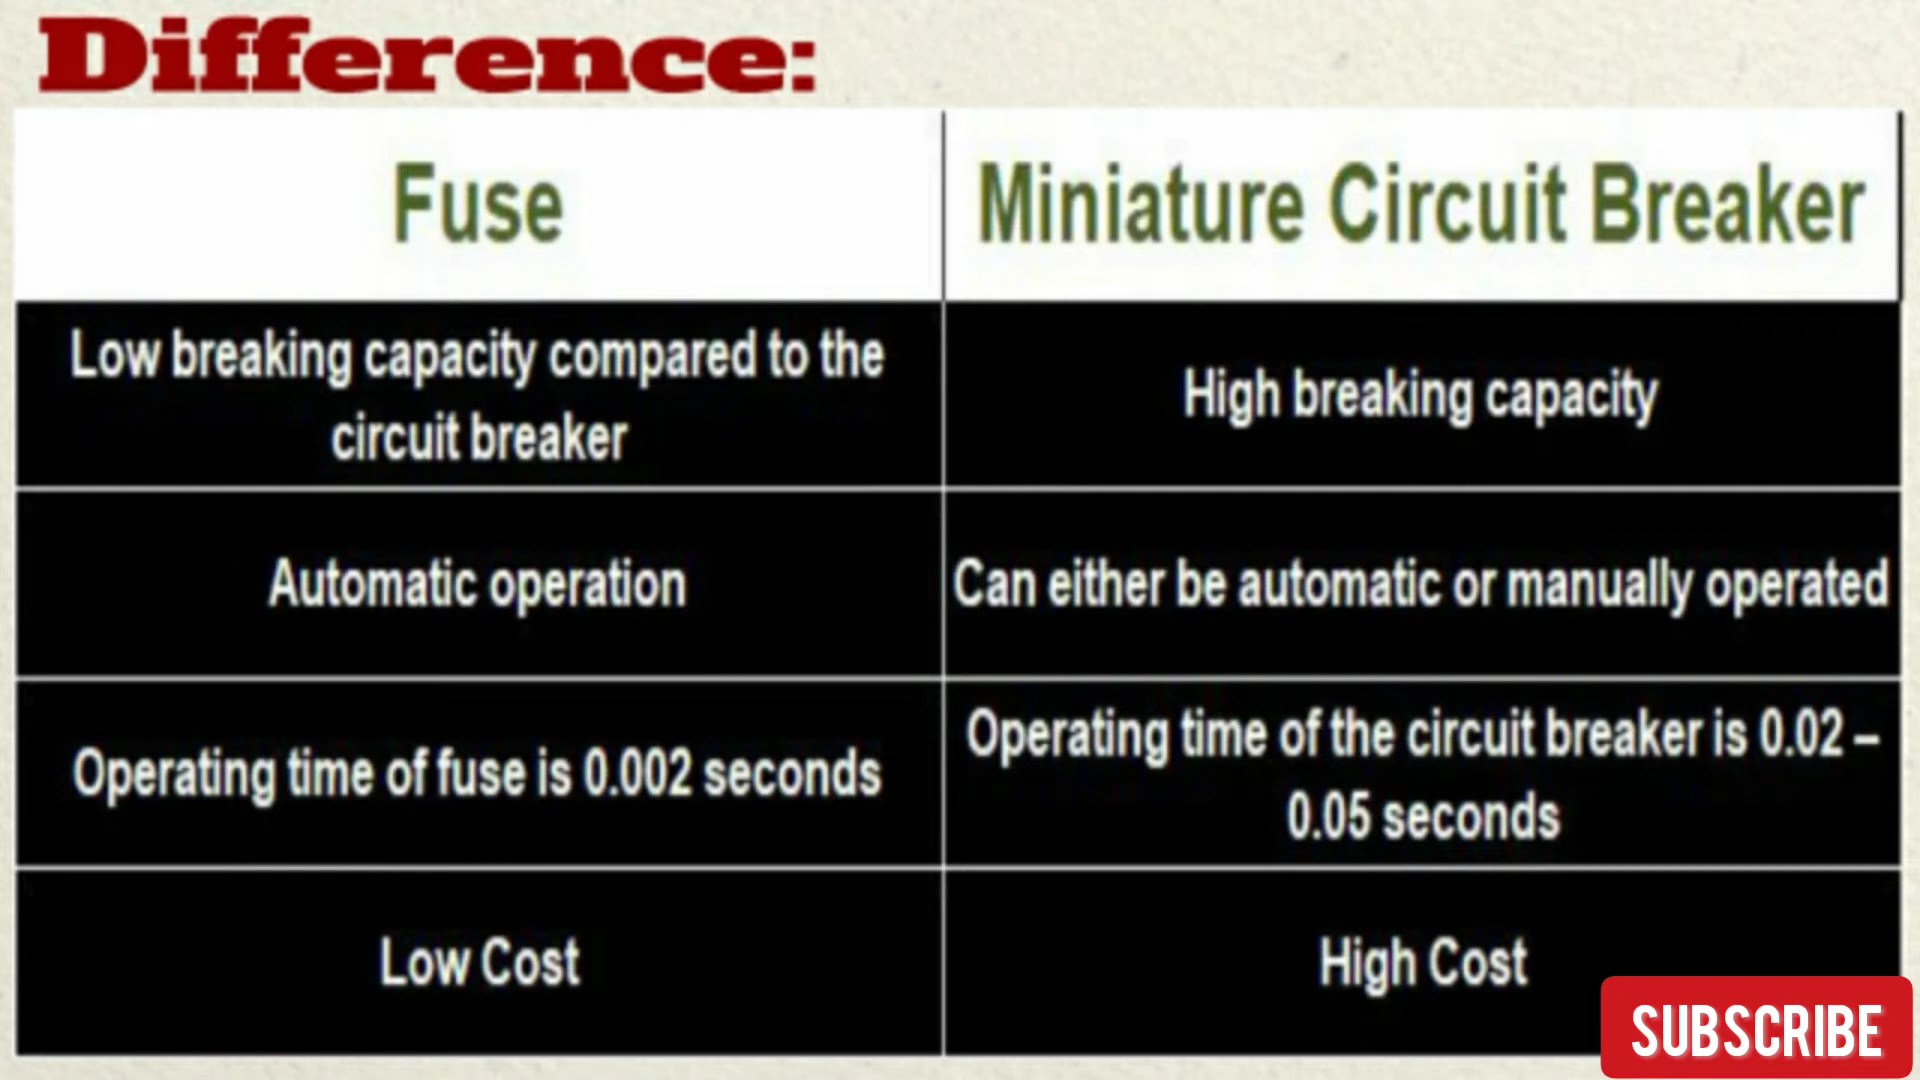 Difference:
Fuse
Miniature Circuit Breaker
Low breaking capacity compared to the
circuit breaker
High breaking capacity
Automatic operation
Can either be automatic or manually operated
Operating time of fuse is 0.002 seconds
Operating time of the circuit breaker is 0.02 –
0.05 seconds
Low Cost
High Cost
SUBSCRIBE